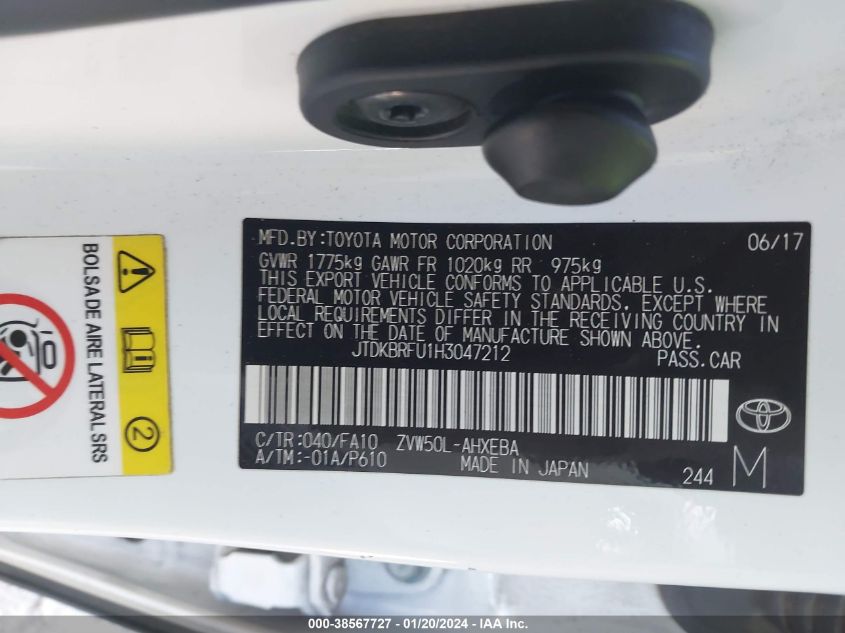 MFD.BY:TOYOTA MOTOR CORPORATION 06/17
GVWR 1775kg GAWR FR 1020kg RR 975kg
THIS EXPORT VEHICLE CONFORMS TO APPLICABLE U.S.
FEDERAL MOTOR VEHICLE SAFETY STANDARDS. EXCEPT WHERE
LOCAL REQUIREMENTS DIFFER IN THE RECEIVING COUNTRY IN
EFFECT ON THE DATE OF MANUFACTURE SHOWN ABOVE.
JTDKBRFU1H3047212 PASS.CAR
C/TR:040/FA10 ZVW50L-AHXEBA
A/TM:-01A/P610 MADE IN JAPAN 244 M
BOLSA DE AIRE LATERAL SRS
2
000-38567727 - 01/20/2024 - IAA Inc.